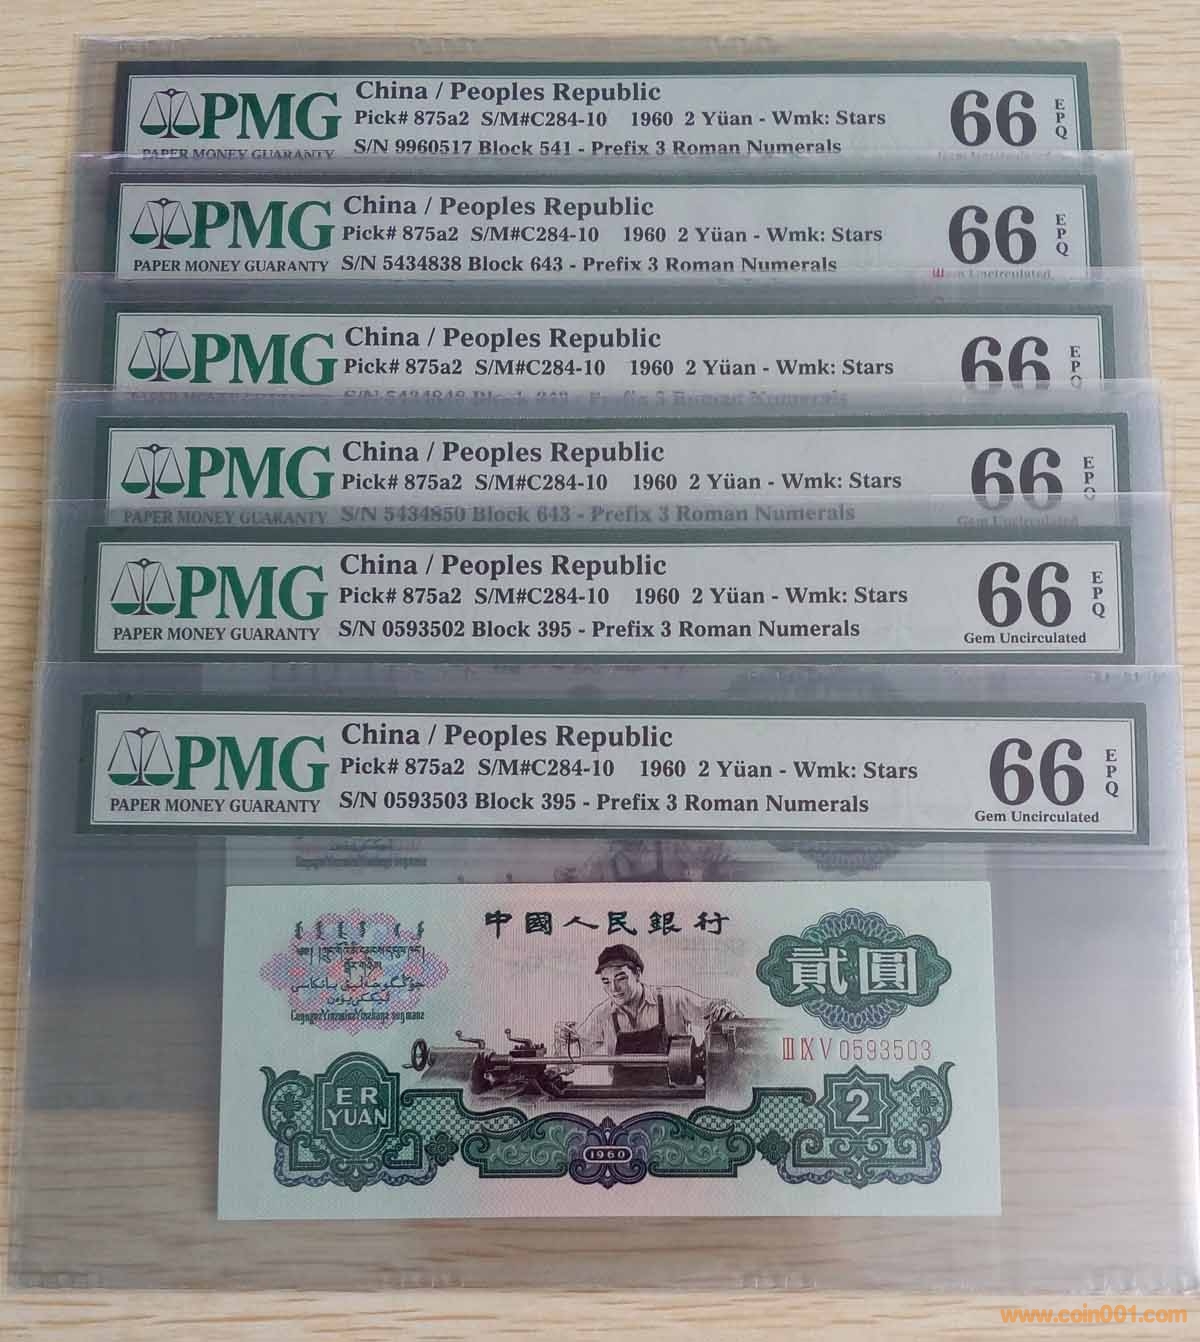 PMG
PAPER MONEY GUARANTY
China / Peoples Republic
Pick# 875a2 S/M#C284-10 1960 2 Yüan - Wmk: Stars
S/N 9960517 Block 541 - Prefix 3 Roman Numerals
66
EPQ
PMG
PAPER MONEY GUARANTY
China / Peoples Republic
Pick# 875a2 S/M#C284-10 1960 2 Yüan - Wmk: Stars
S/N 5434838 Block 643 - Prefix 3 Roman Numerals
66
EPQ
Gem Uncirculated
PMG
China / Peoples Republic
Pick# 875a2 S/M#C284-10 1960 2 Yüan - Wmk: Stars
Prefix 3 Roman Numerals
66
EPQ
PMG
PAPER MONEY GUARANTY
China / Peoples Republic
Pick# 875a2 S/M#C284-10 1960 2 Yüan - Wmk: Stars
S/N 5434850 Block 643 - Prefix 3 Roman Numerals
66
EPQ
Gem Uncirculated
PMG
PAPER MONEY GUARANTY
China / Peoples Republic
Pick# 875a2 S/M#C284-10 1960 2 Yüan - Wmk: Stars
S/N 0593502 Block 395 - Prefix 3 Roman Numerals
66
EPQ
Gem Uncirculated
PMG
PAPER MONEY GUARANTY
China / Peoples Republic
Pick# 875a2 S/M#C284-10 1960 2 Yüan - Wmk: Stars
S/N 0593503 Block 395 - Prefix 3 Roman Numerals
66
EPQ
Gem Uncirculated
中國人民銀行
貳圓
ⅢⅨⅤ 0593503
ER
YUAN
2
1960
www.coin001.com